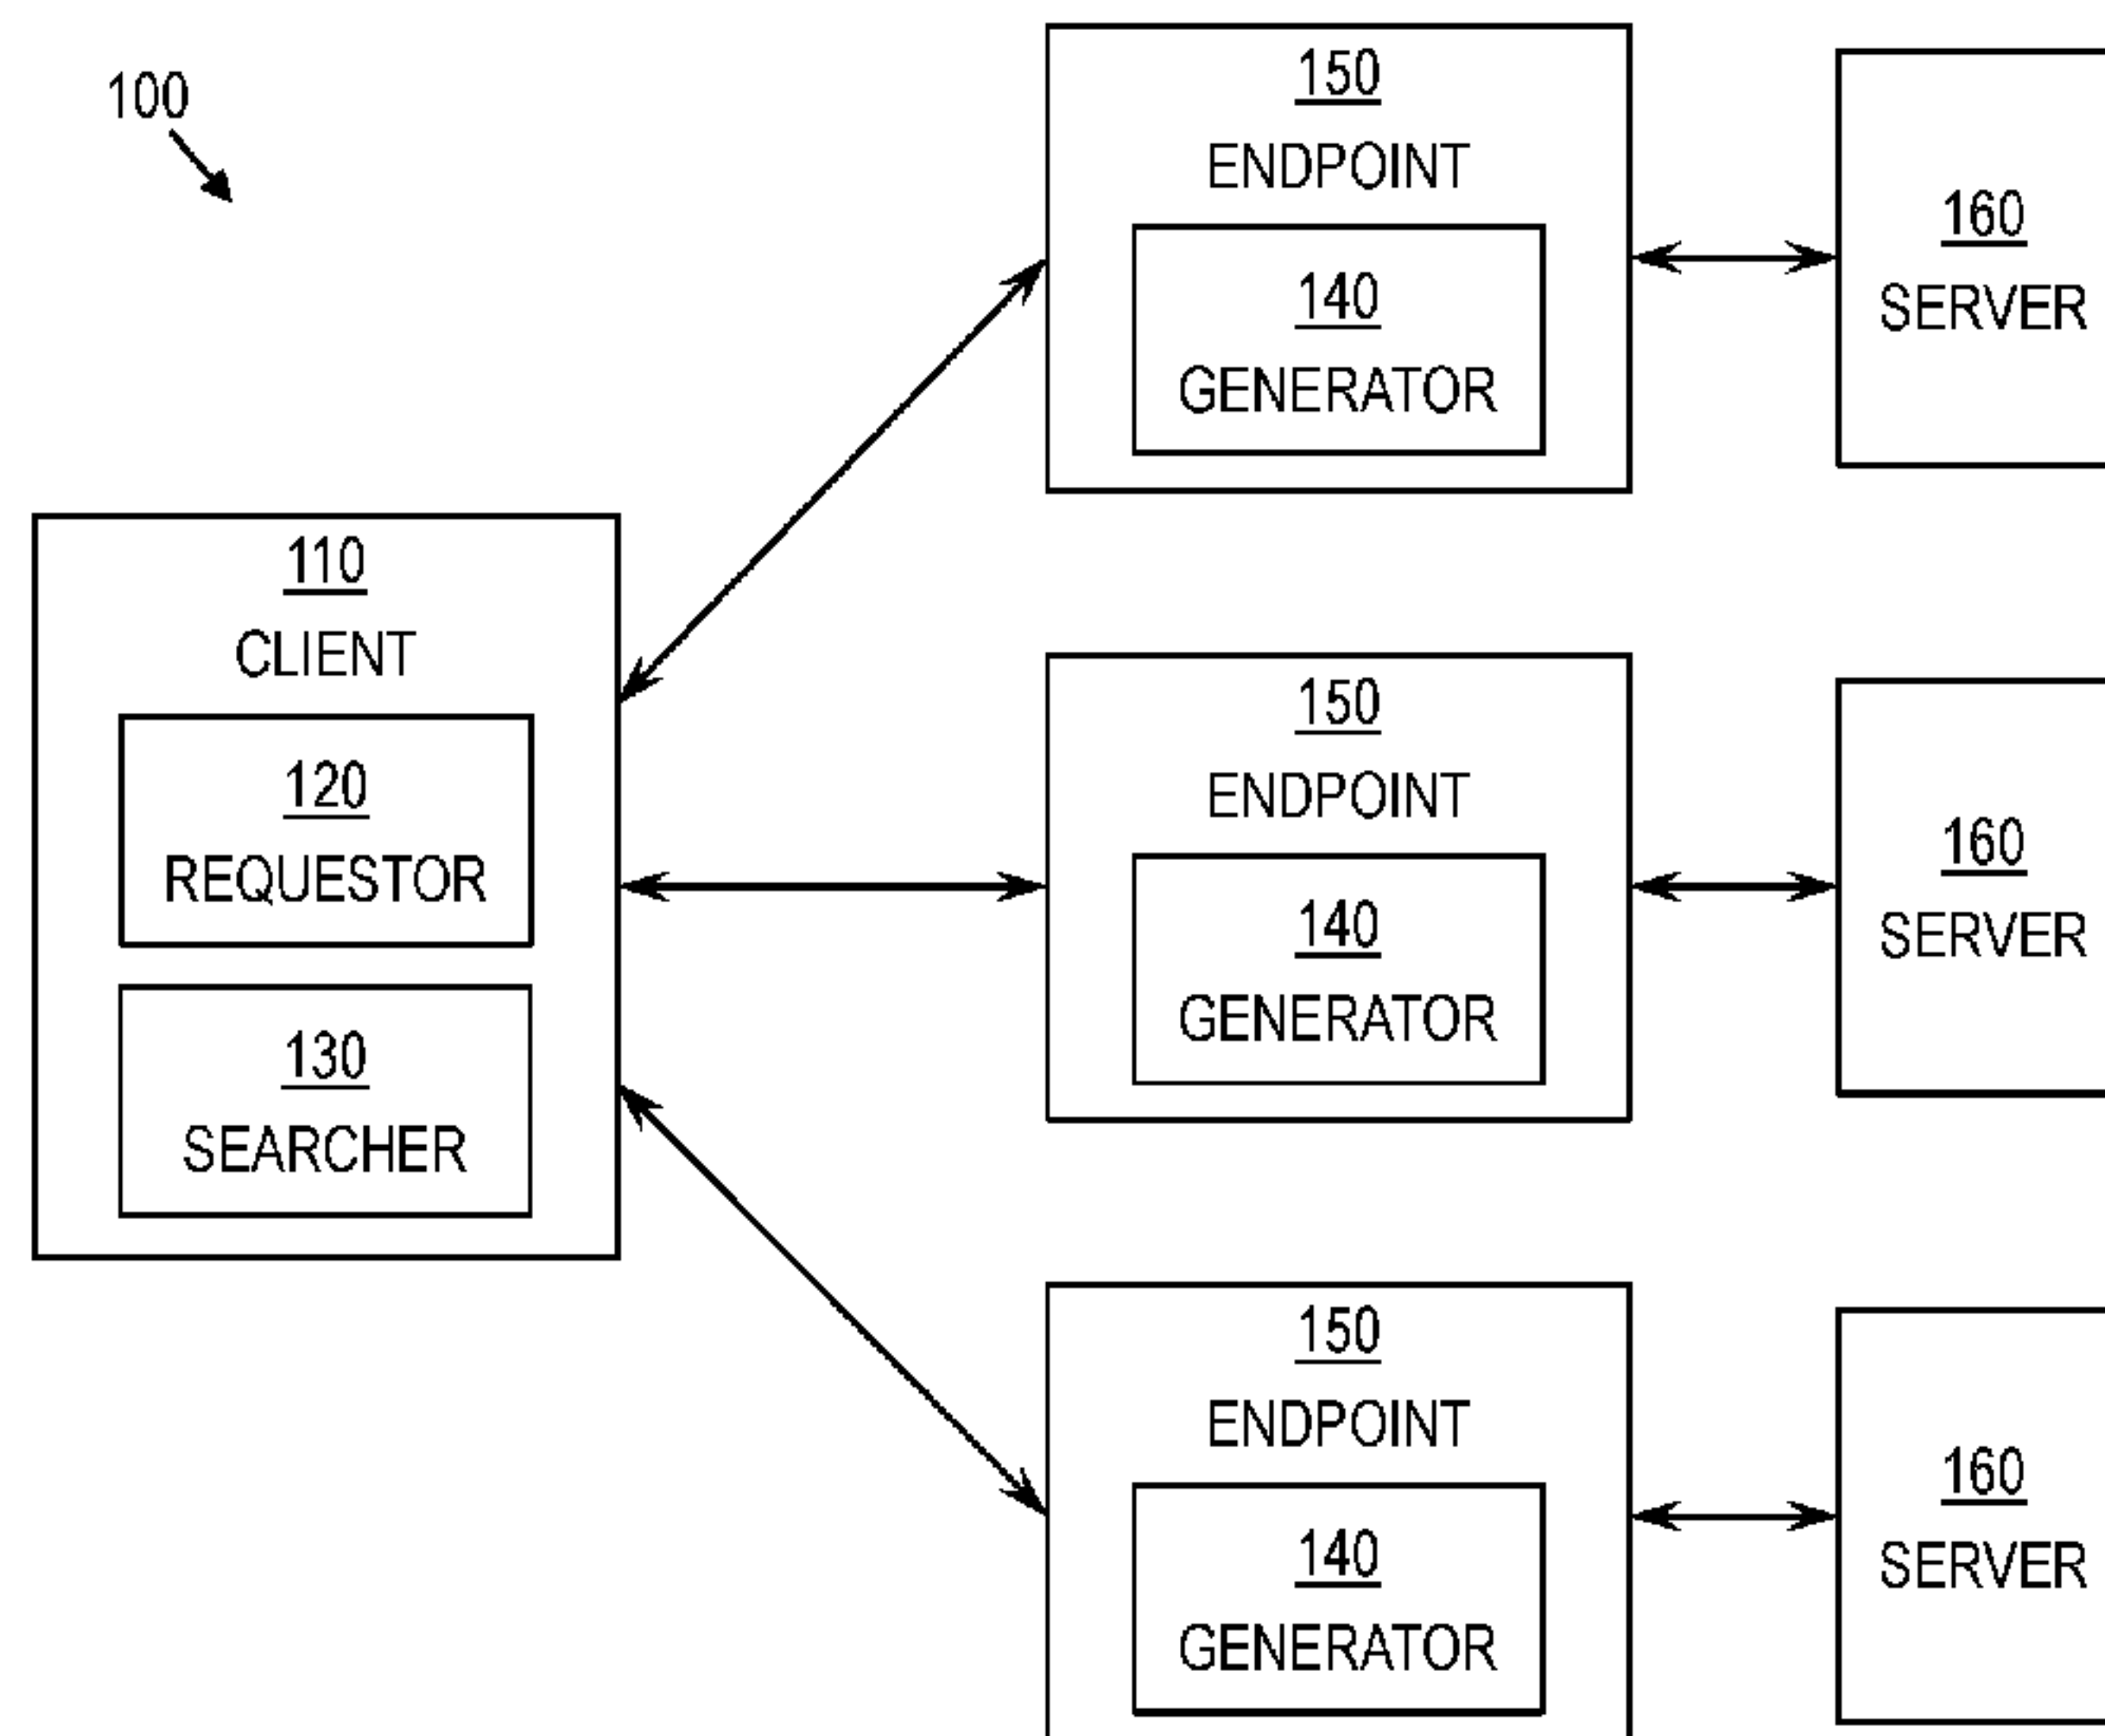 100
110
CLIENT
120
REQUESTOR
130
SEARCHER
150
ENDPOINT
140
GENERATOR
160
SERVER
150
ENDPOINT
140
GENERATOR
160
SERVER
150
ENDPOINT
140
GENERATOR
160
SERVER